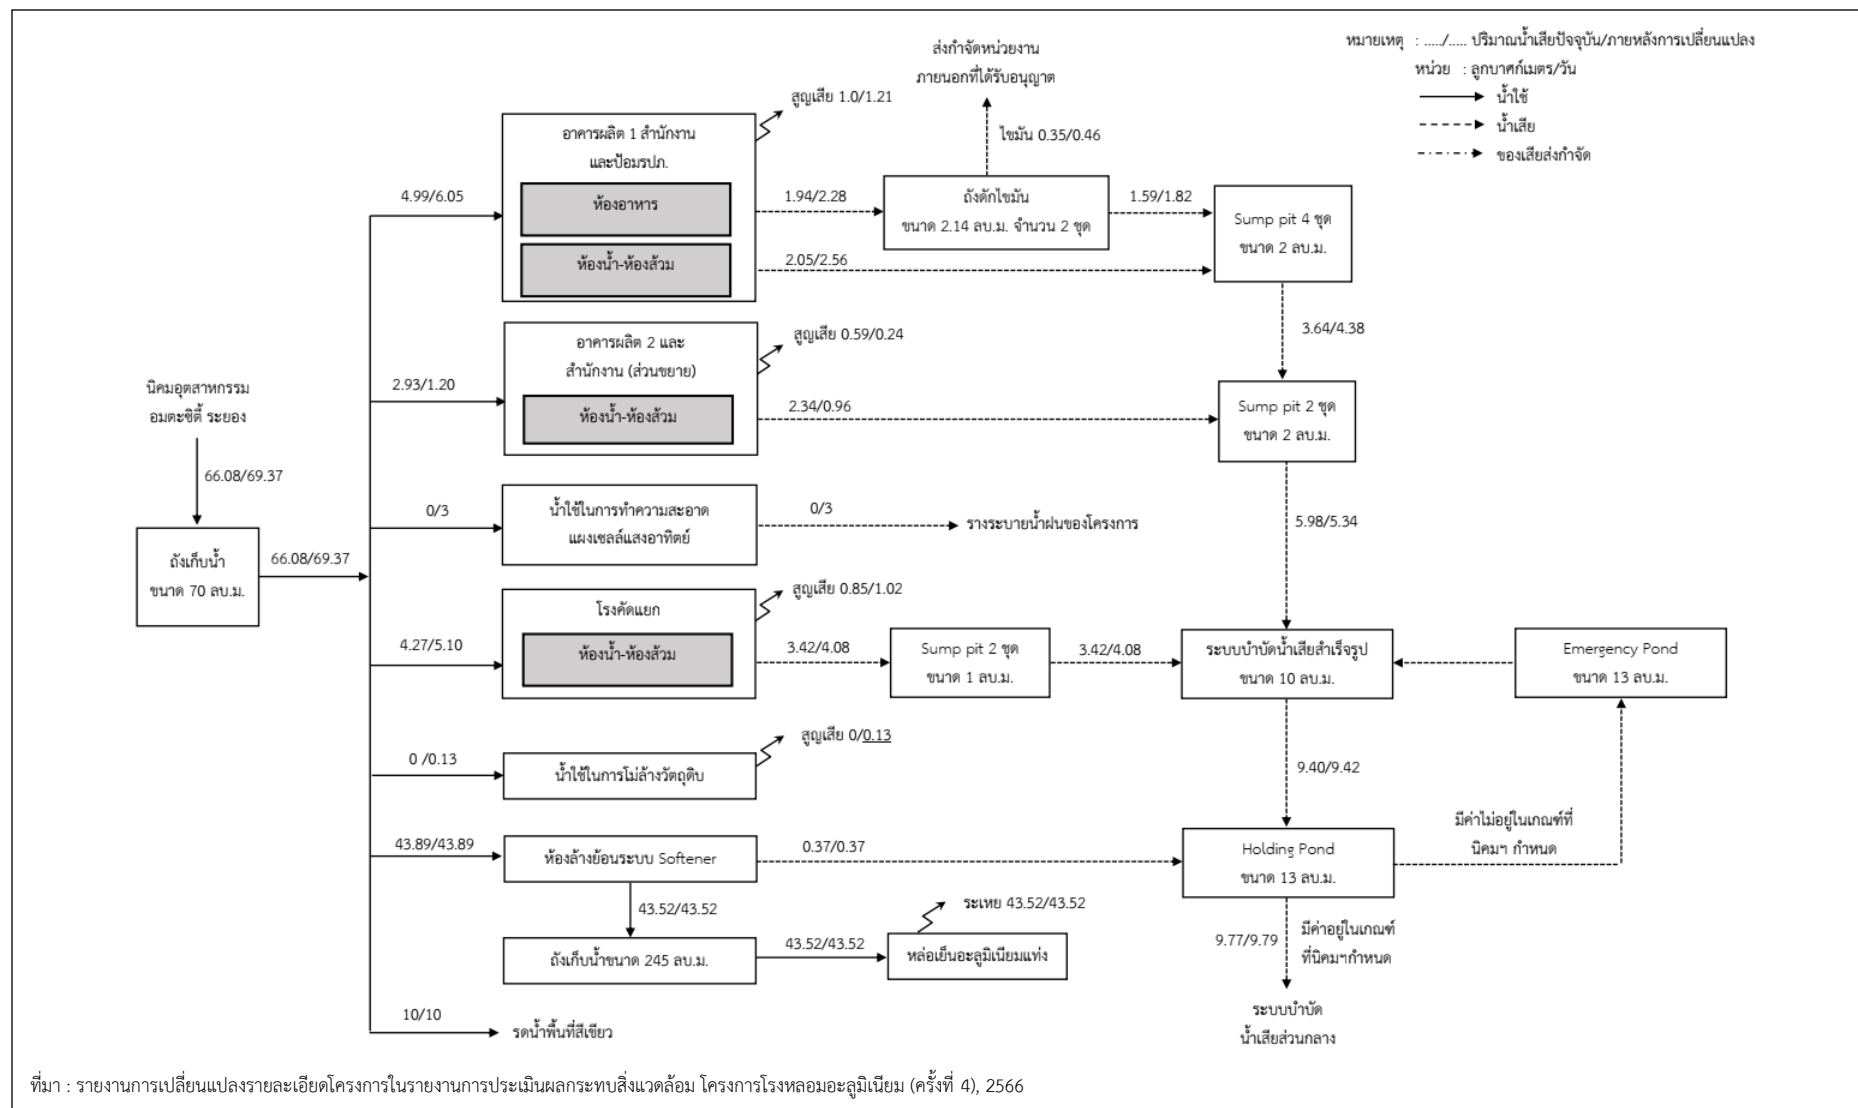 หมายเหตุ : ...../..... ปริมาณน้ำเสียปัจจุบัน/ภายหลังการเปลี่ยนแปลง
หน่วย : ลูกบาศก์เมตร/วัน
น้ำใช้
น้ำเสีย
ของเสียส่งกำจัด
ส่งกำจัดหน่วยงาน
ภายนอกที่ได้รับอนุญาต
สูญเสีย 1.0/1.21
ไขมัน 0.35/0.46
อาคารผลิต 1 สำนักงาน
และป้อมรปภ.
4.99/6.05
ห้องอาหาร
1.94/2.28
ถังดักไขมัน
ขนาด 2.14 ลบ.ม. จำนวน 2 ชุด
1.59/1.82
Sump pit 4 ชุด
ขนาด 2 ลบ.ม.
ห้องน้ำ-ห้องส้วม
2.05/2.56
3.64/4.38
สูญเสีย 0.59/0.24
อาคารผลิต 2 และ
สำนักงาน (ส่วนขยาย)
2.93/1.20
ห้องน้ำ-ห้องส้วม
2.34/0.96
Sump pit 2 ชุด
ขนาด 2 ลบ.ม.
นิคมอุตสาหกรรม
อมตะซิตี้ ระยอง
66.08/69.37
0/3
น้ำใช้ในการทำความสะอาด
แผงเซลล์แสงอาทิตย์
0/3
รางระบายน้ำฝนของโครงการ
5.98/5.34
ถังเก็บน้ำ
ขนาด 70 ลบ.ม.
66.08/69.37
สูญเสีย 0.85/1.02
โรงคัดแยก
4.27/5.10
ห้องน้ำ-ห้องส้วม
3.42/4.08
Sump pit 2 ชุด
ขนาด 1 ลบ.ม.
3.42/4.08
ระบบบำบัดน้ำเสียสำเร็จรูป
ขนาด 10 ลบ.ม.
Emergency Pond
ขนาด 13 ลบ.ม.
สูญเสีย 0/0.13
0 /0.13
น้ำใช้ในการโม่ล้างวัตถุดิบ
9.40/9.42
มีค่าไม่อยู่ในเกณฑ์ที่
นิคมฯ กำหนด
43.89/43.89
ห้องล้างย้อนระบบ Softener
0.37/0.37
Holding Pond
ขนาด 13 ลบ.ม.
43.52/43.52
ระเหย 43.52/43.52
ถังเก็บน้ำขนาด 245 ลบ.ม.
43.52/43.52
หล่อเย็นอะลูมิเนียมแท่ง
9.77/9.79
มีค่าอยู่ในเกณฑ์
ที่นิคมฯกำหนด
10/10
รดน้ำพื้นที่สีเขียว
ระบบบำบัด
น้ำเสียส่วนกลาง
ที่มา : รายงานการเปลี่ยนแปลงรายละเอียดโครงการในรายงานการประเมินผลกระทบสิ่งแวดล้อม โครงการโรงหลอมอะลูมิเนียม (ครั้งที่ 4), 2566